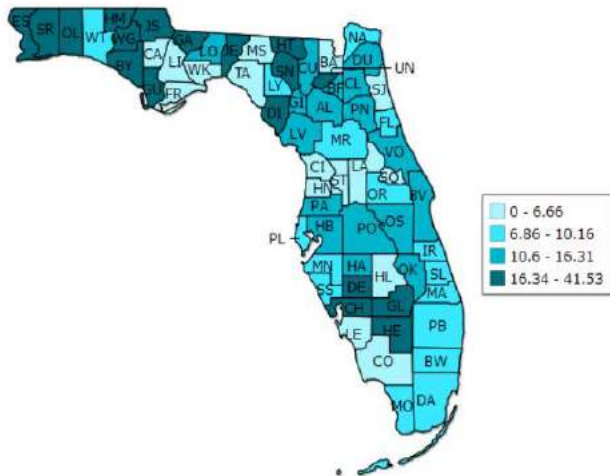 ES SR OL WT HM JS
WG BY CA LI GU FR
GA LO WK JE MS TA
HT SN LY DI CU BA UN
NA DU BF CL SJ
GI AL PN FL
LV MR VO
CI LA SO
HN ST OR BV
PA HB PO OS
PL
IR
MN HA HL OK SL
SS DE MA
CH GL
LE HE PB
CO BW
MO DA
0 - 6.66
6.86 - 10.16
10.6 - 16.31
16.34 - 41.53